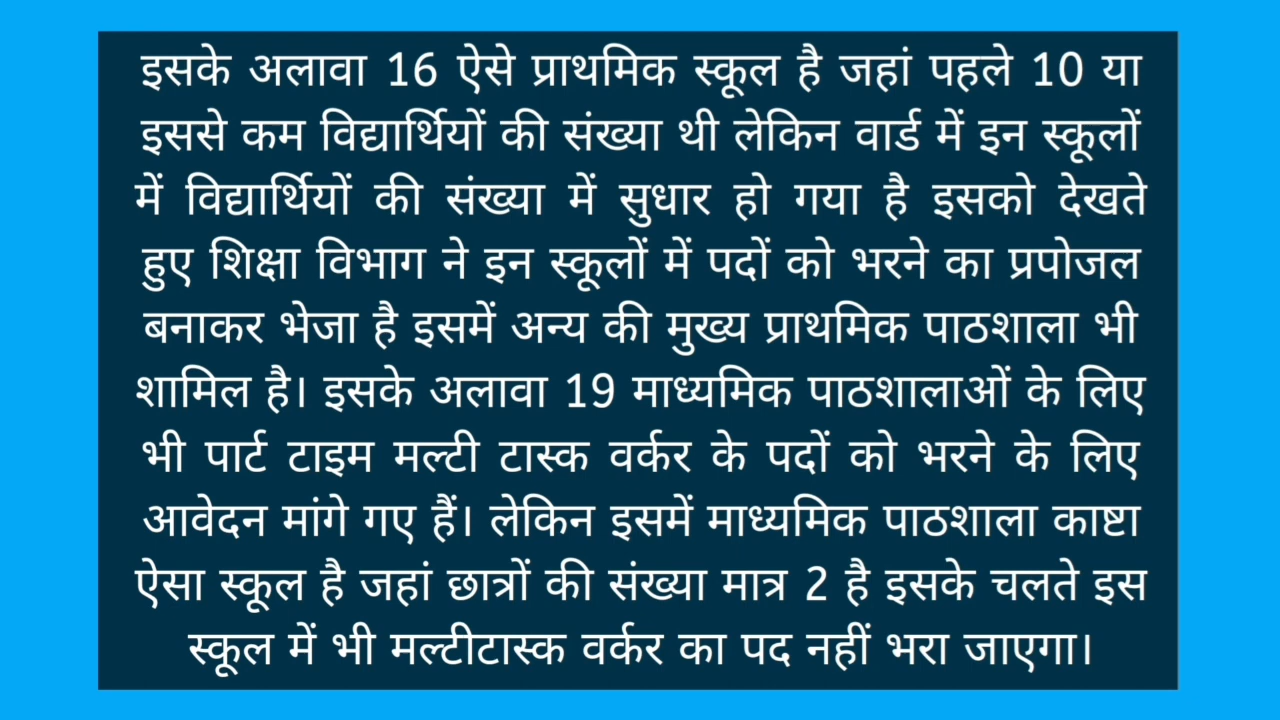 इसके अलावा 16 ऐसे प्राथमिक स्कूल है जहां पहले 10 या
इससे कम विद्यार्थियों की संख्या थी लेकिन वार्ड में इन स्कूलों
में विद्यार्थियों की संख्या में सुधार हो गया है इसको देखते
हुए शिक्षा विभाग ने इन स्कूलों में पदों को भरने का प्रपोजल
बनाकर भेजा है इसमें अन्य की मुख्य प्राथमिक पाठशाला भी
शामिल है। इसके अलावा 19 माध्यमिक पाठशालाओं के लिए
भी पार्ट टाइम मल्टी टास्क वर्कर के पदों को भरने के लिए
आवेदन मांगे गए हैं। लेकिन इसमें माध्यमिक पाठशाला काष्टा
ऐसा स्कूल है जहां छात्रों की संख्या मात्र 2 है इसके चलते इस
स्कूल में भी मल्टीटास्क वर्कर का पद नहीं भरा जाएगा।